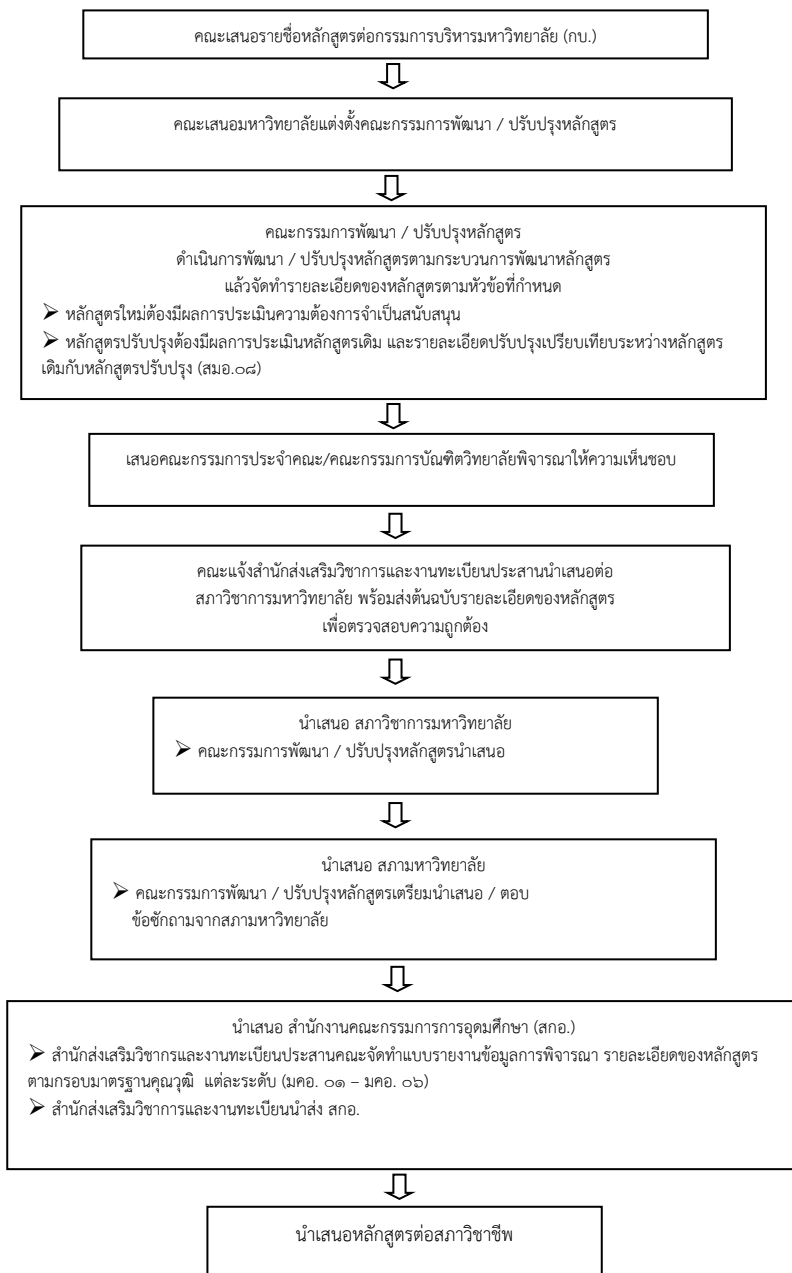 คณะเสนอรายชื่อหลักสูตรต่อกรรมการบริหารมหาวิทยาลัย (กบ.)
คณะเสนอมหาวิทยาลัยแต่งตั้งคณะกรรมการพัฒนา / ปรับปรุงหลักสูตร
คณะกรรมการพัฒนา / ปรับปรุงหลักสูตร
ดำเนินการพัฒนา / ปรับปรุงหลักสูตรตามกระบวนการพัฒนาหลักสูตร
แล้วจัดทำรายละเอียดของหลักสูตรตามหัวข้อที่กำหนด
➢ หลักสูตรใหม่ต้องมีผลการประเมินความต้องการจำเป็นสนับสนุน
➢ หลักสูตรปรับปรุงต้องมีผลการประเมินหลักสูตรเดิม และรายละเอียดปรับปรุงเปรียบเทียบระหว่างหลักสูตร
เดิมกับหลักสูตรปรับปรุง (สมอ.๐๘)
เสนอคณะกรรมการประจำคณะ/คณะกรรมการบัณฑิตวิทยาลัยพิจารณาให้ความเห็นชอบ
คณะแจ้งสำนักส่งเสริมวิชาการและงานทะเบียนประสานนำเสนอต่อ
สภาวิชาการมหาวิทยาลัย พร้อมส่งต้นฉบับรายละเอียดของหลักสูตร
เพื่อตรวจสอบความถูกต้อง
นำเสนอ สภาวิชาการมหาวิทยาลัย
➢ คณะกรรมการพัฒนา / ปรับปรุงหลักสูตรนำเสนอ
นำเสนอ สภามหาวิทยาลัย
➢ คณะกรรมการพัฒนา / ปรับปรุงหลักสูตรเตรียมนำเสนอ / ตอบ
ข้อซักถามจากสภามหาวิทยาลัย
นำเสนอ สำนักงานคณะกรรมการการอุดมศึกษา (สกอ.)
➢ สำนักส่งเสริมวิชากรและงานทะเบียนประสานคณะจัดทำแบบรายงานข้อมูลการพิจารณา รายละเอียดของหลักสูตร
ตามกรอบมาตรฐานคุณวุฒิ แต่ละระดับ (มคอ. ๐๑ – มคอ. ๐๖)
➢ สำนักส่งเสริมวิชาการและงานทะเบียนนำส่ง สกอ.
นำเสนอหลักสูตรต่อสภาวิชาชีพ